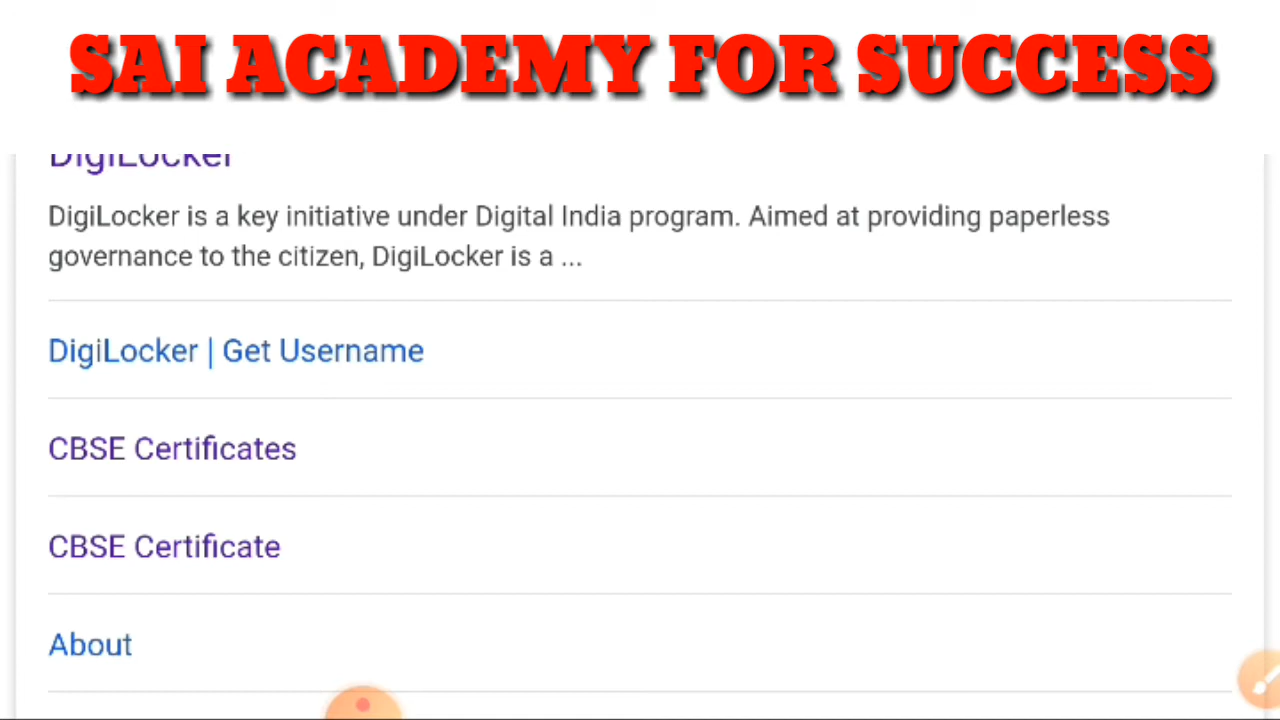 SAI ACADEMY FOR SUCCESS
DigiLocker
DigiLocker is a key initiative under Digital India program. Aimed at providing paperless
governance to the citizen, DigiLocker is a ...
DigiLocker | Get Username
CBSE Certificates
CBSE Certificate
About